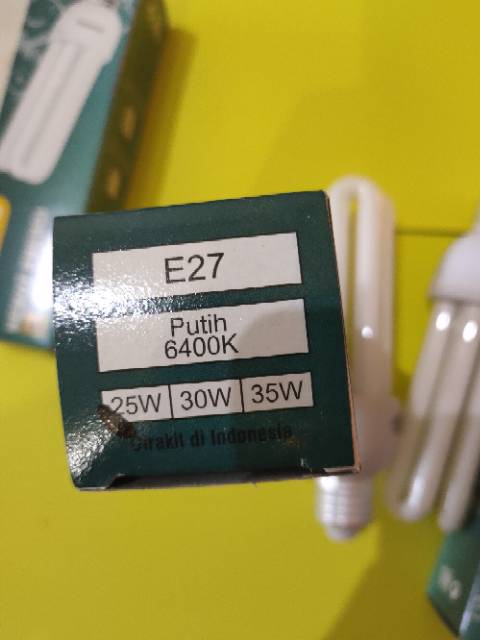 E27
Putih
6400K
25W 30W 35W
Dirakit di Indonesia